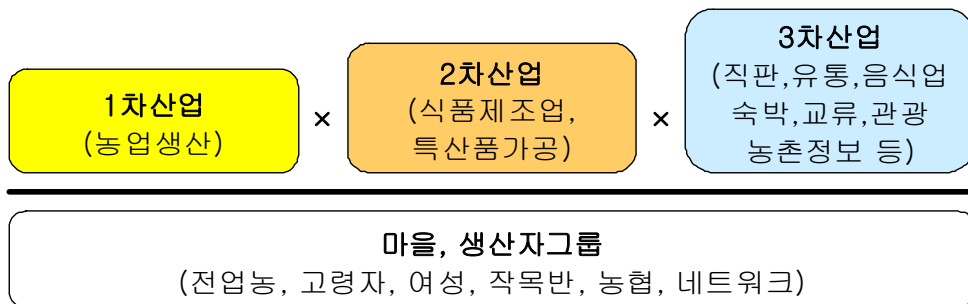 1차산업
(농업생산)
×
2차산업
(식품제조업,
특산품가공)
×
3차산업
(직판,유통,음식업
숙박,교류,관광
농촌정보 등)
마을, 생산자그룹
(전업농, 고령자, 여성, 작목반, 농협, 네트워크)